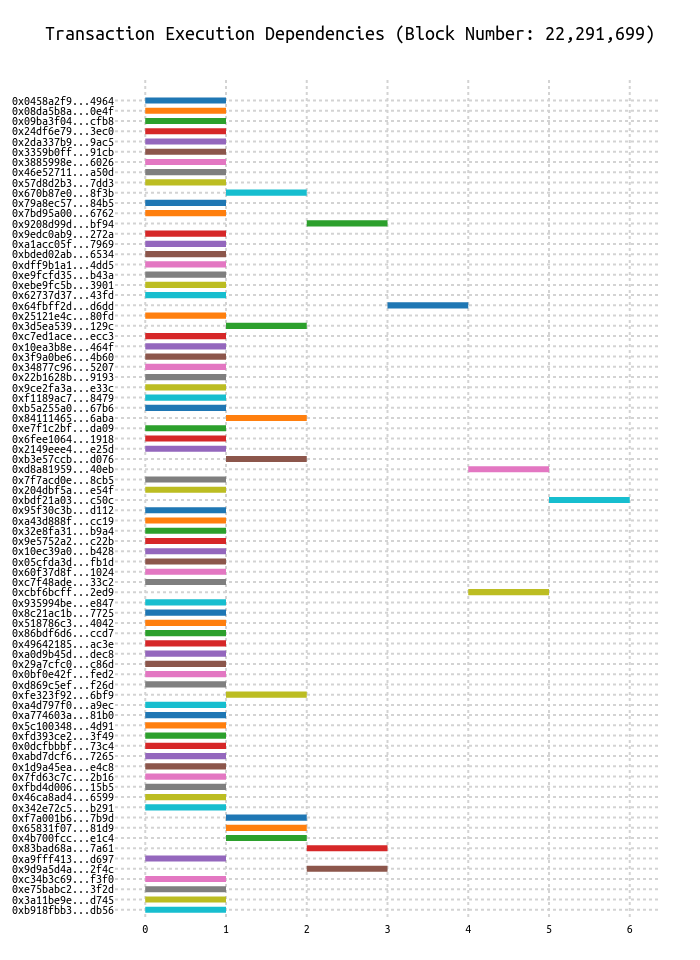 Transaction Execution Dependencies (Block Number: 22,291,699)
0x0458a2f9...4964
0x08da5b8a...0e4f
0x09ba3f04...cfb8
0x24df6e79...3ec0
0x2da337b9...9ac5
0x3359b0ff...91cb
0x3885998e...6026
0x46e52711...a50d
0x57d8d2b3...7dd3
0x670b87e0...8f3b
0x79a8ec57...84b5
0x7bd95a00...6762
0x9208d99d...bf94
0x9edc0ab9...272a
0xa1acc05f...7969
0xbded02ab...6534
0xdff9b1a1...4dd5
0xe9fcfd35...b43a
0xebe9fc5b...3901
0x62737d37...43fd
0x64fbff2d...d6dd
0x25121e4c...80fd
0x3d5ea539...129c
0xc7ed1ace...ecc3
0x10ea3b8e...464f
0x3f9a0be6...4b60
0x34877c96...5207
0x22b1628b...9193
0x9ce2fa3a...e33c
0xf1189ac7...8479
0xb5a255a0...67b6
0x84111465...6aba
0xe7f1c2bf...da09
0x6fee1064...1918
0x2149eee4...e25d
0xb3e57ccb...d076
0xd8a81959...40eb
0x7f7acd0e...8cb5
0x204dbf5a...e54f
0xbdf21a03...c50c
0x95f30c3b...d112
0xa43d888f...cc19
0x32e8fa31...b9a4
0x9e5752a2...c22b
0x10ec39a0...b428
0x05cfda3d...fb1d
0x60f37d8f...1024
0xc7f48ade...33c2
0xcbf6bcff...2ed9
0x935994be...e847
0x8c21ac1b...7725
0x518786c3...4042
0x86bdf6d6...ccd7
0x49642185...ac3e
0xa0d9b45d...dec8
0x29a7cfc0...c86d
0x0bf0e42f...fed2
0xd869c5ef...f26d
0xfe323f92...6bf9
0xa4d797f0...a9ec
0xa774603a...81b0
0x5c100348...4d91
0xfd393ce2...3f49
0x0dcfbbbf...73c4
0xabd7dcf6...7265
0x1d9a45ea...e4c8
0x7fd63c7c...2b16
0xfbd4d006...15b5
0x46ca8ad4...6599
0x342e72c5...b291
0xf7a001b6...7b9d
0x65831f07...81d9
0x4b700fcc...e1c4
0x83bad68a...7a61
0xa9fff413...d697
0x9d9a5d4a...2f4c
0xc34b3c69...f3f0
0xe75babc2...3f2d
0x3a11be9e...d745
0xb918fbb3...db56
0 1 2 3 4 5 6